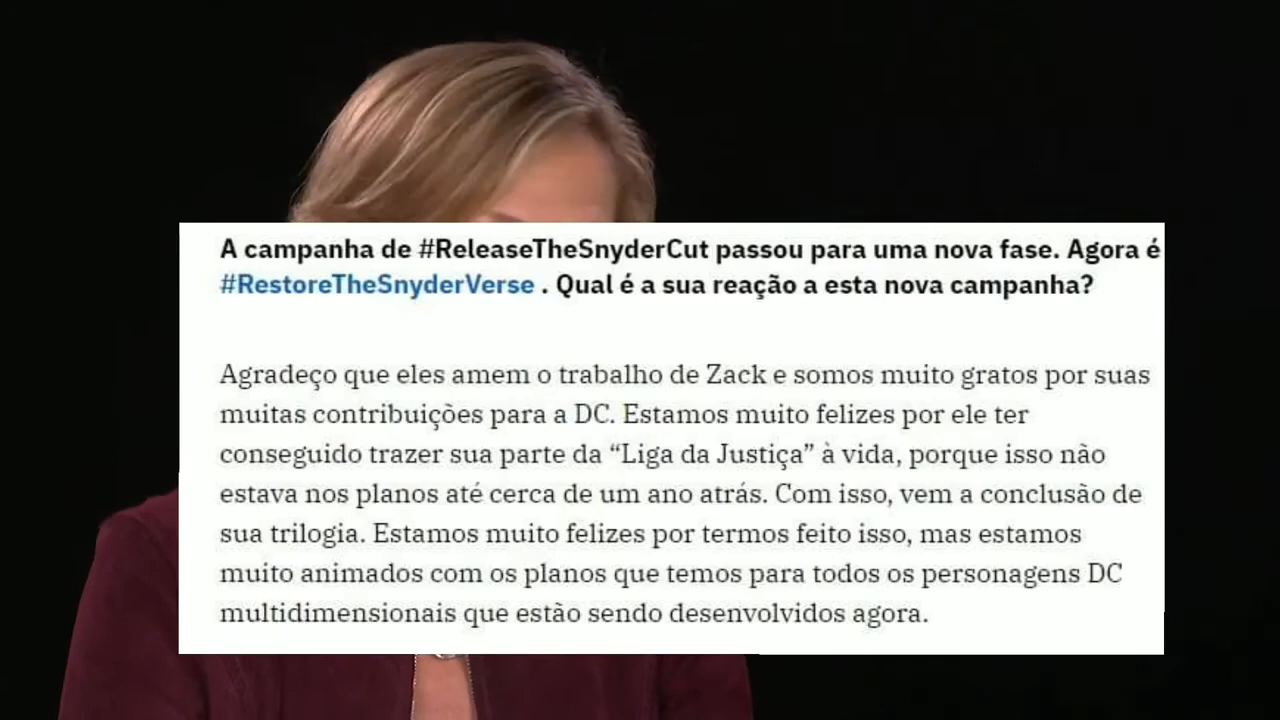 A campanha de #ReleaseTheSnyderCut passou para uma nova fase. Agora é
#RestoreTheSnyderVerse . Qual é a sua reação a esta nova campanha?
Agradeço que eles amem o trabalho de Zack e somos muito gratos por suas
muitas contribuições para a DC. Estamos muito felizes por ele ter
conseguido trazer sua parte da “Liga da Justiça” à vida, porque isso não
estava nos planos até cerca de um ano atrás. Com isso, vem a conclusão de
sua trilogia. Estamos muito felizes por termos feito isso, mas estamos
muito animados com os planos que temos para todos os personagens DC
multidimensionais que estão sendo desenvolvidos agora.